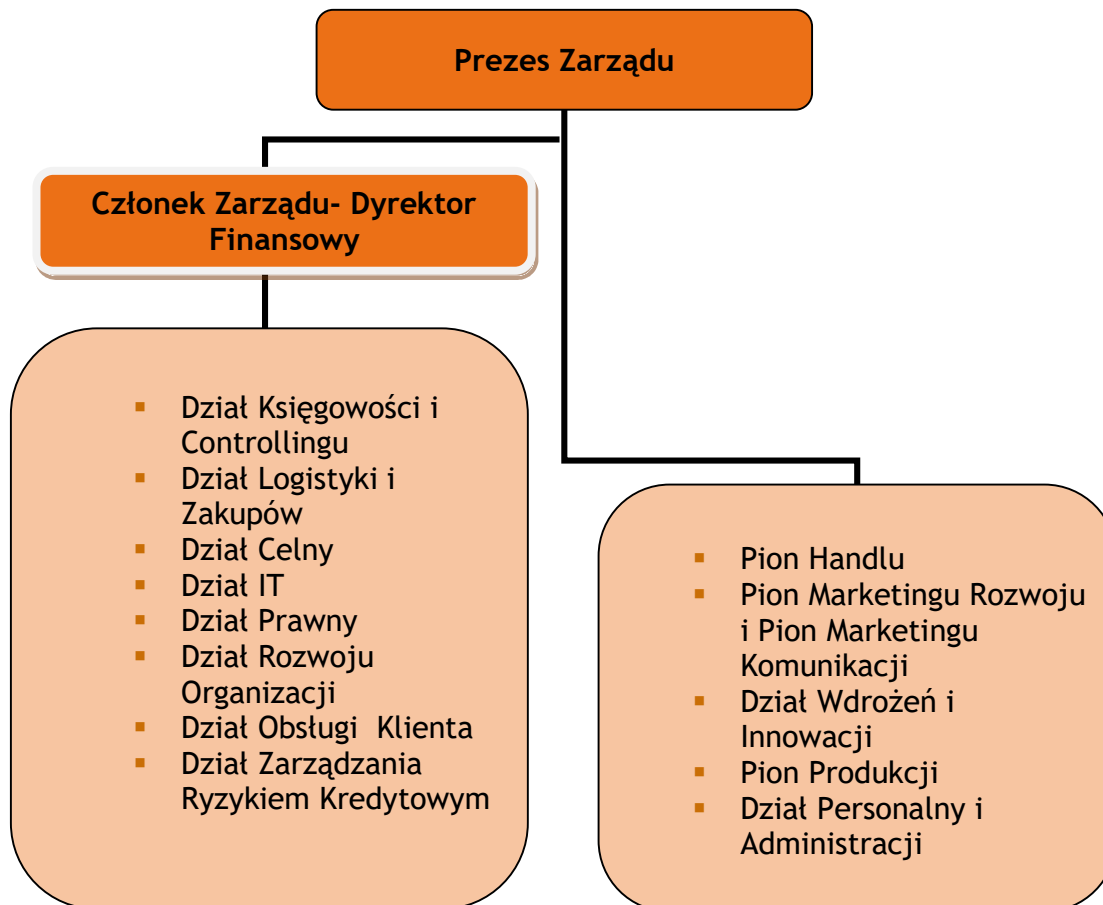 Prezes Zarządu
Członek Zarządu- Dyrektor
Finansowy
▪ Dział Księgowości i
Controllingu
▪ Dział Logistyki i
Zakupów
▪ Dział Celny
▪ Dział IT
▪ Dział Prawny
▪ Dział Rozwoju
Organizacji
▪ Dział Obsługi  Klienta
▪ Dział Zarządzania
Ryzykiem Kredytowym
▪ Pion Handlu
▪ Pion Marketingu Rozwoju
i Pion Marketingu
Komunikacji
▪ Dział Wdrożeń i
Innowacji
▪ Pion Produkcji
▪ Dział Personalny i
Administracji